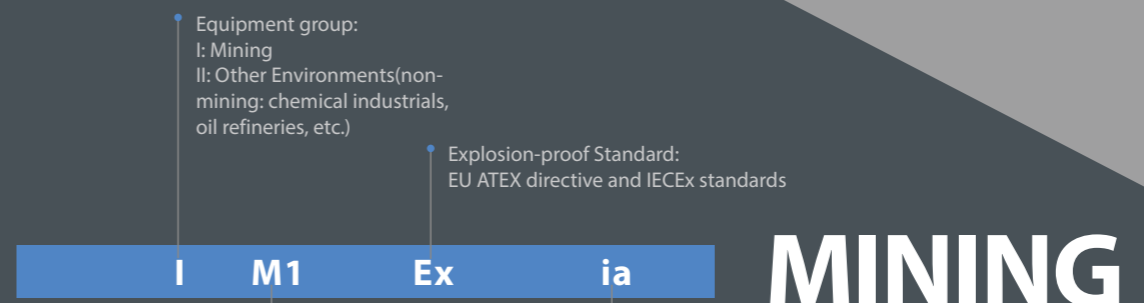 Equipment group:
I: Mining
II: Other Environments(non-
mining: chemical industrials,
oil refineries, etc.)
Explosion-proof Standard:
EU ATEX directive and IECEx standards
I M1 Ex ia
MINING